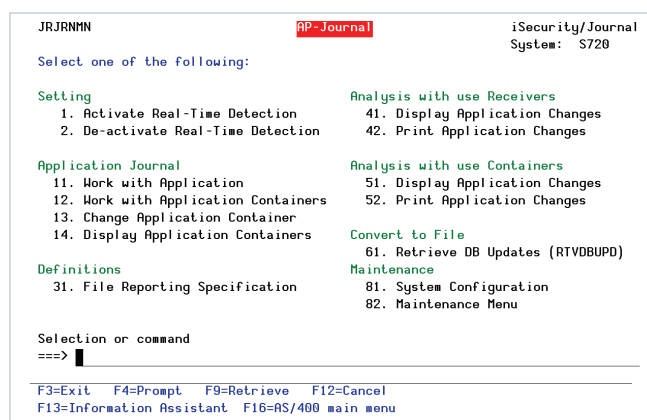 JRJRNMN AP-Journal iSecurity/Journal
System: S720
Select one of the following:
Setting Analysis with use Receivers
1. Activate Real-Time Detection 41. Display Application Changes
2. De-activate Real-Time Detection 42. Print Application Changes
Application Journal Analysis with use Containers
11. Work with Application 51. Display Application Changes
12. Work with Application Containers 52. Print Application Changes
13. Change Application Container
14. Display Application Containers Convert to File
61. Retrieve DB Updates (RTVDBUPD)
Definitions Maintenance
31. File Reporting Specification 81. System Configuration
82. Maintenance Menu
Selection or command
===>
F3=Exit F4=Prompt F9=Retrieve F12=Cancel
F13=Information Assistant F16=AS/400 main menu